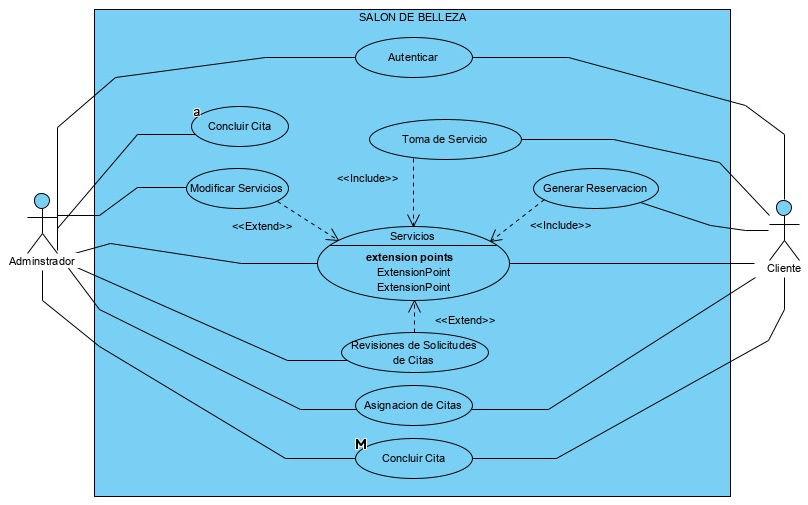 SALON DE BELLEZA
Autenticar
a
Concluir Cita
Toma de Servicio
<<Include>>
Modificar Servicios
Generar Reservacion
<<Extend>>
<<Include>>
Servicios
extension points
ExtensionPoint
ExtensionPoint
Adminstrador
Cliente
<<Extend>>
Revisiones de Solicitudes
de Citas
Asignacion de Citas
M
Concluir Cita